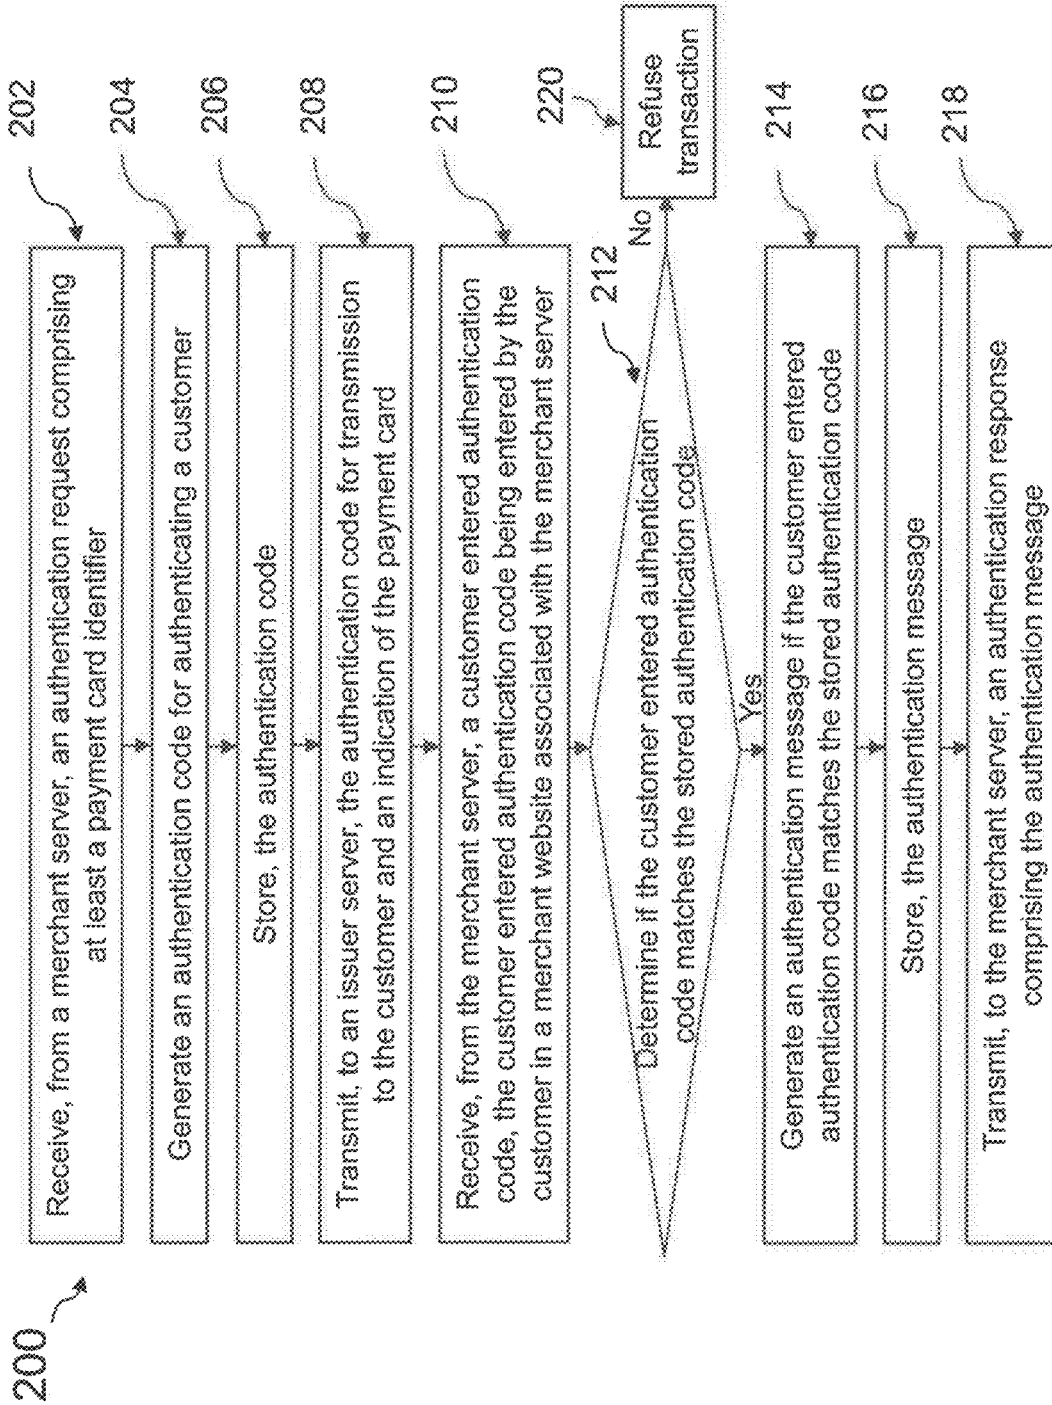 200
Receive, from a merchant server, an authentication request comprising
at least a payment card identifier
202
Generate an authentication code for authenticating a customer
204
Store, the authentication code
206
Transmit, to an issuer server, the authentication code for transmission
to the customer and an indication of the payment card
208
Receive, from the merchant server, a customer entered authentication
code, the customer entered authentication code being entered by the
customer in a merchant website associated with the merchant server
210
Determine if the customer entered authentication
code matches the stored authentication code
212
No
Refuse
transaction
220
Yes
Generate an authentication message if the customer entered
authentication code matches the stored authentication code
214
Store, the authentication message
216
Transmit, to the merchant server, an authentication response
comprising the authentication message
218